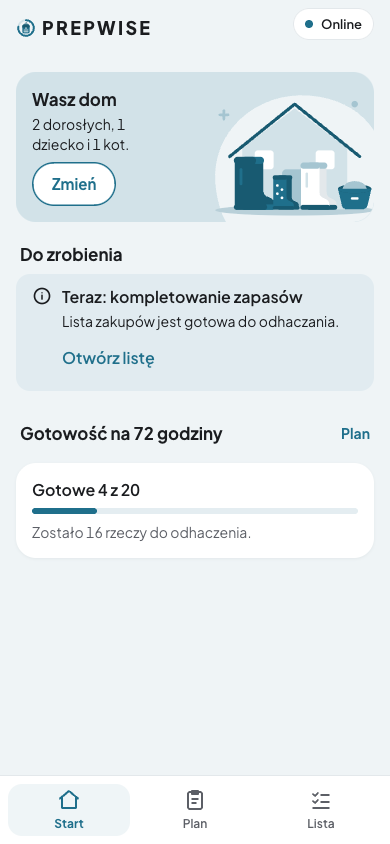 PREPWISE
Online
Wasz dom
2 dorosłych, 1
dziecko i 1 kot.
Zmień
Do zrobienia
Teraz: kompletowanie zapasów
Lista zakupów jest gotowa do odhaczania.
Otwórz listę
Gotowość na 72 godziny
Plan
Gotowe 4 z 20
Zostało 16 rzeczy do odhaczenia.
Start
Plan
Lista